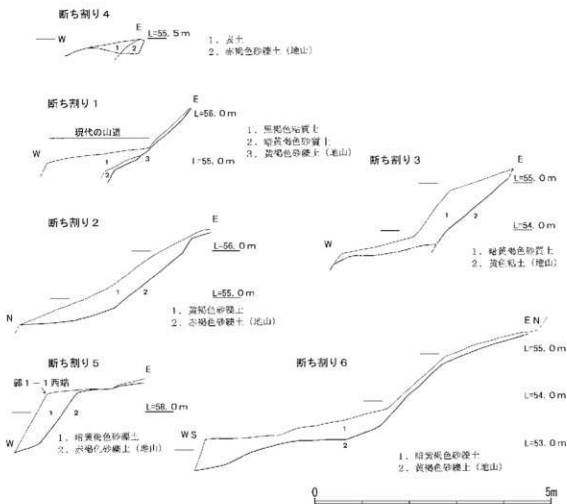 断ち割り4
E
L=55.5m
W
1 2
1. 表土
2. 赤褐色砂礫土(地山)
断ち割り1
E
L=56.0m
現代の山道
W
1
2
3
L=55.0m
1. 黒褐色粘質土
2. 暗黄褐色砂質土
3. 黄褐色砂礫土(地山)
断ち割り3
E
L=55.0m
1 2
L=54.0m
W
1. 暗黄褐色砂質土
2. 黄色粘土(地山)
断ち割り2
E
L=56.0m
L=55.0m
1 2
N
1. 黄褐色砂礫土
2. 赤褐色砂礫土(地山)
断ち割り5
E
1-1西端
1 2
L=58.0m
W
1. 暗黄褐色砂礫土
2. 赤褐色砂礫土(地山)
断ち割り6
EN
L=55.0m
L=54.0m
WS
1
2
L=53.0m
1. 暗黄褐色砂礫土
2. 黄褐色砂礫土(地山)
0 5m